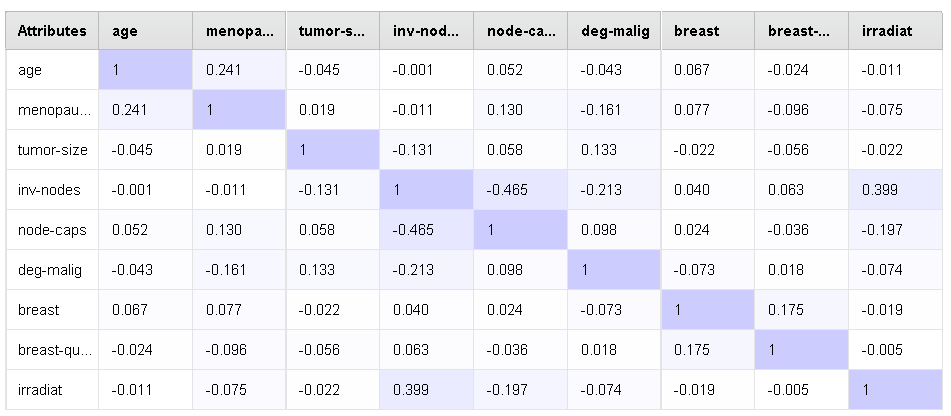 Attributes age menopa... tumor-s... inv-nod... node-ca... deg-malig breast breast-... irradiat
age 1 0.241 -0.045 -0.001 0.052 -0.043 0.067 -0.024 -0.011
menopau... 0.241 1 0.019 -0.011 0.130 -0.161 0.077 -0.096 -0.075
tumor-size -0.045 0.019 1 -0.131 0.058 0.133 -0.022 -0.056 -0.022
inv-nodes -0.001 -0.011 -0.131 1 -0.465 -0.213 0.040 0.063 0.399
node-caps 0.052 0.130 0.058 -0.465 1 0.098 0.024 -0.036 -0.197
deg-malig -0.043 -0.161 0.133 -0.213 0.098 1 -0.073 0.018 -0.074
breast 0.067 0.077 -0.022 0.040 0.024 -0.073 1 0.175 -0.019
breast-qu... -0.024 -0.096 -0.056 0.063 -0.036 0.018 0.175 1 -0.005
irradiat -0.011 -0.075 -0.022 0.399 -0.197 -0.074 -0.019 -0.005 1